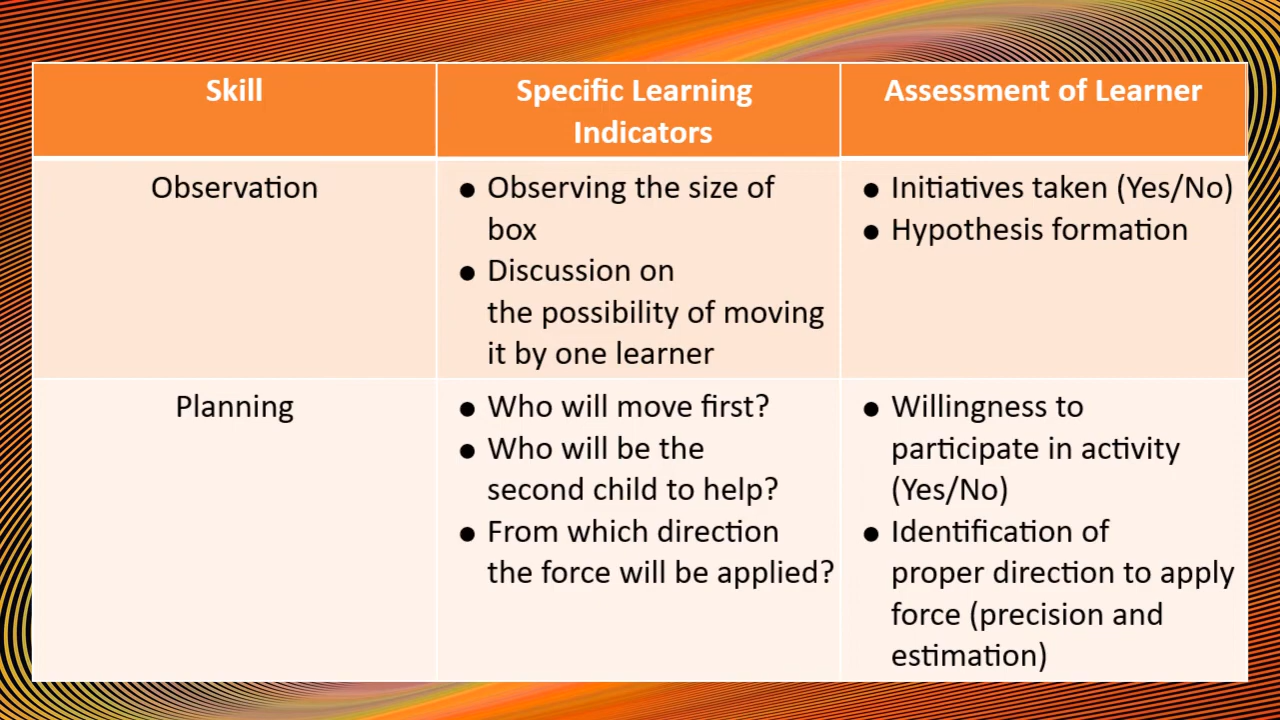 Skill
Specific Learning
Indicators
Assessment of Learner
Observation
● Observing the size of
box
● Discussion on
the possibility of moving
it by one learner
● Initiatives taken (Yes/No)
● Hypothesis formation
Planning
● Who will move first?
● Who will be the
second child to help?
● From which direction
the force will be applied?
● Willingness to
participate in activity
(Yes/No)
● Identification of
proper direction to apply
force (precision and
estimation)